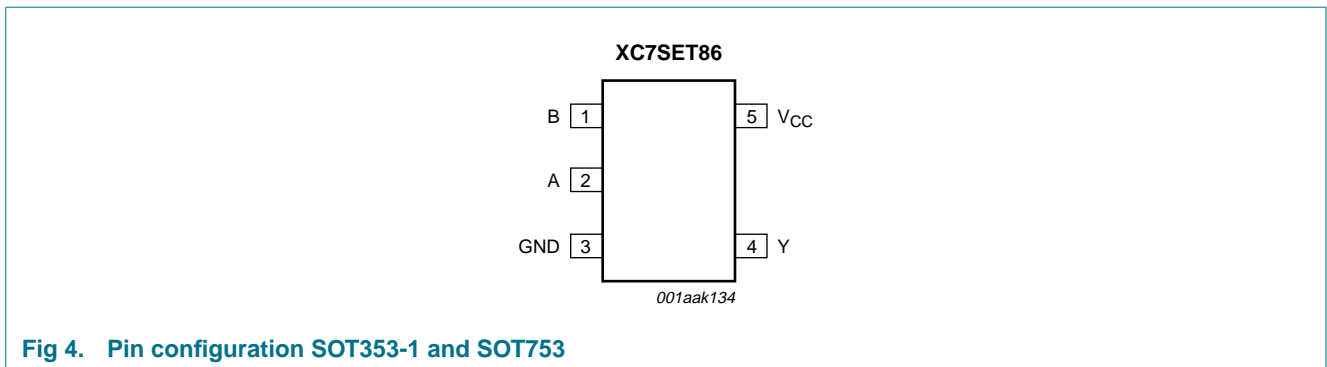 XC7SET86
B 1
5 VCC
A 2
GND 3
4 Y
001aak134
Fig 4. Pin configuration SOT353-1 and SOT753